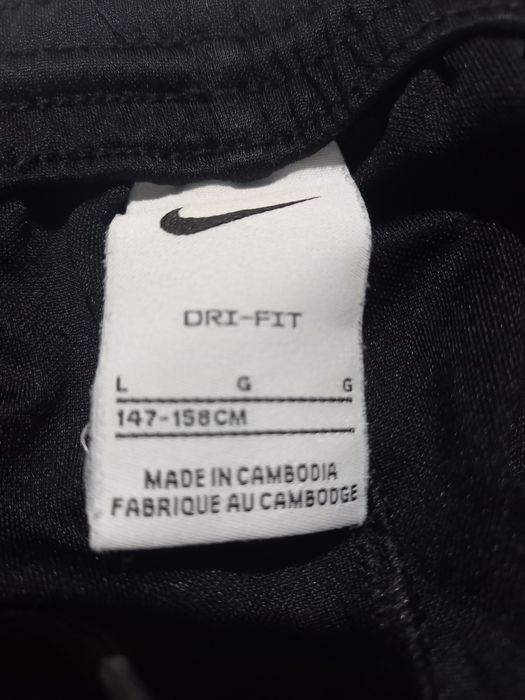 DRI-FIT
L G G
147-158CM
MADE IN CAMBODIA
FABRIQUE AU CAMBODGE